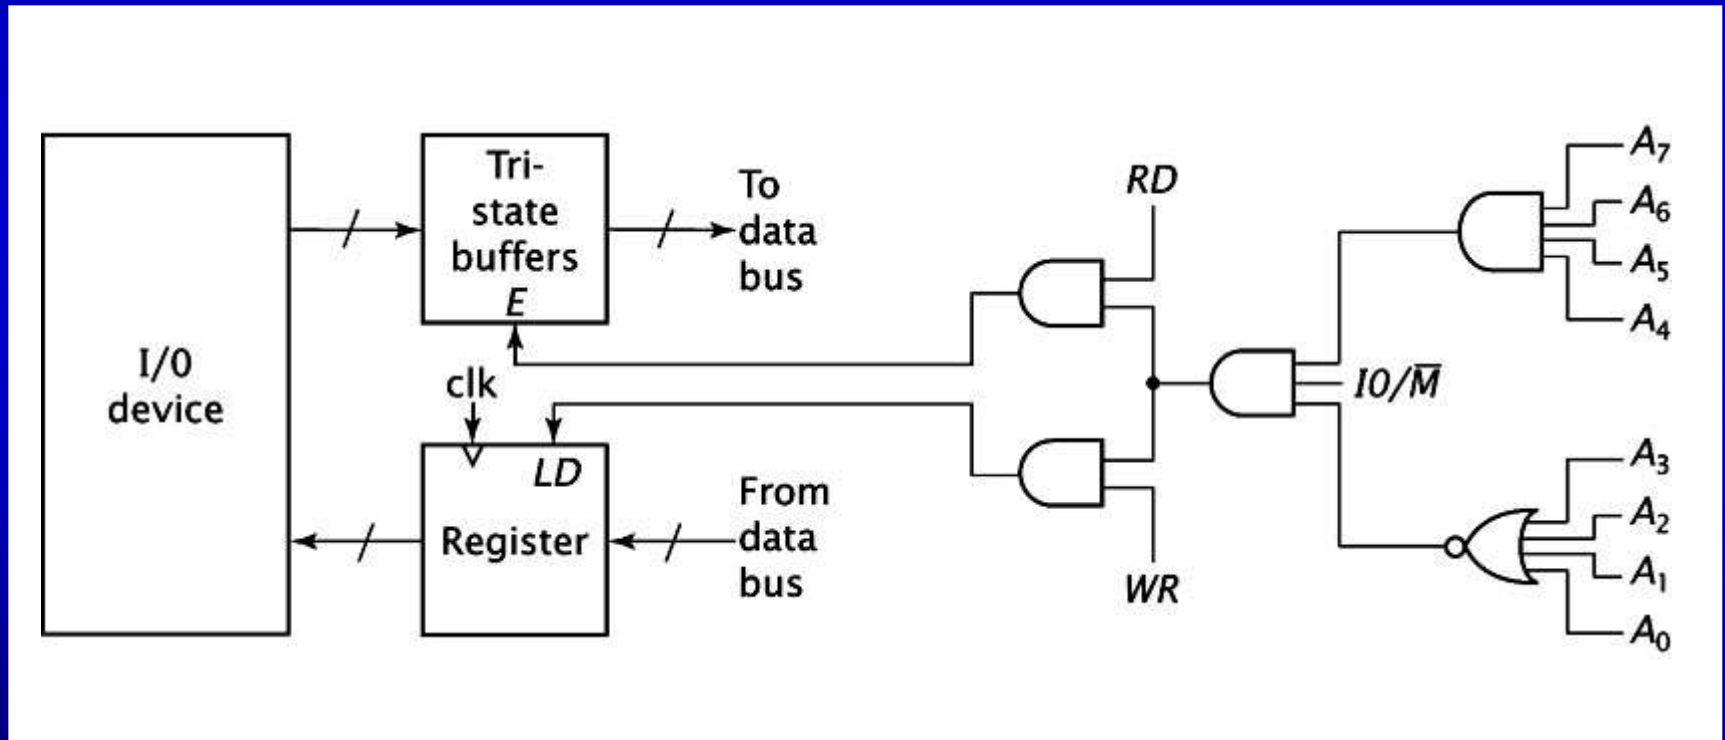 I/0
device
Tri-
state
buffers
E
To
data
bus
clk
LD
Register
From
data
bus
RD
WR
IO/M̅
A₇
A₆
A₅
A₄
A₃
A₂
A₁
A₀